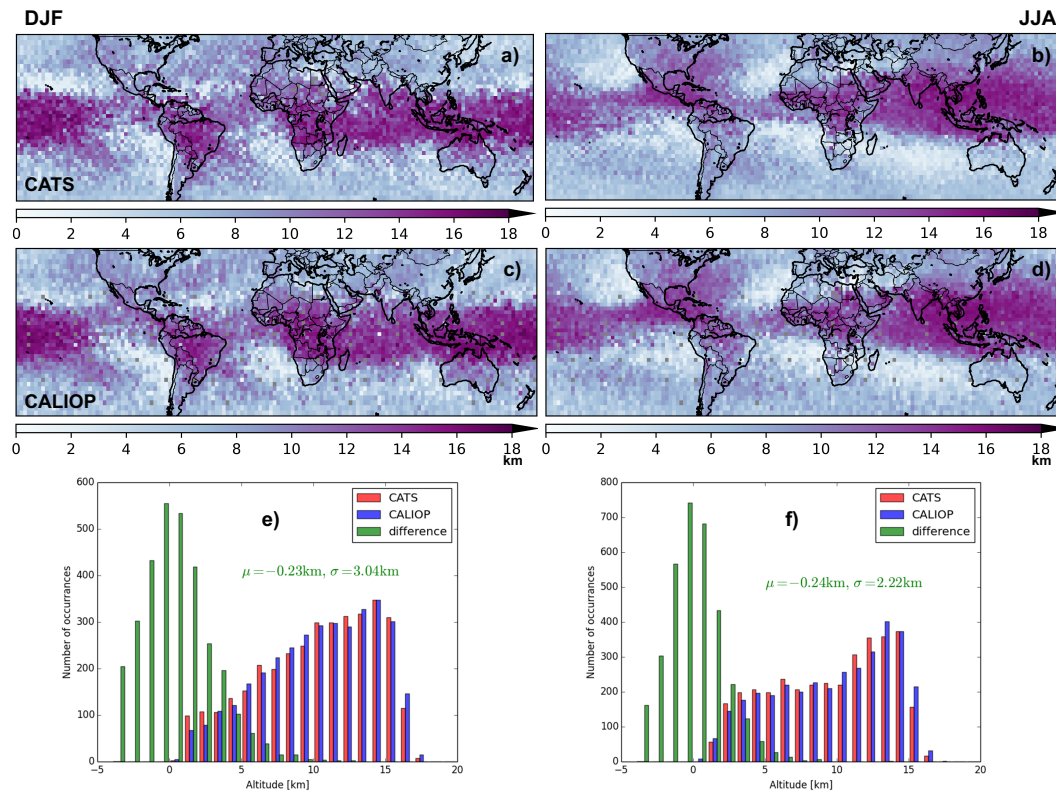 DJF
JJA
a)
b)
CATS
0 2 4 6 8 10 12 14 16 18
0 2 4 6 8 10 12 14 16 18
c)
d)
CALIOP
0 2 4 6 8 10 12 14 16 18
km
0 2 4 6 8 10 12 14 16 18
km
600
500
400
300
200
100
0
Number of occurrances
−5 0 5 10 15 20
Altitude [km]
e)
CATS
CALIOP
difference
μ=−0.23km, σ=3.04km
800
700
600
500
400
300
200
100
0
Number of occurrances
−5 0 5 10 15 20
Altitude [km]
f)
CATS
CALIOP
difference
μ=−0.24km, σ=2.22km